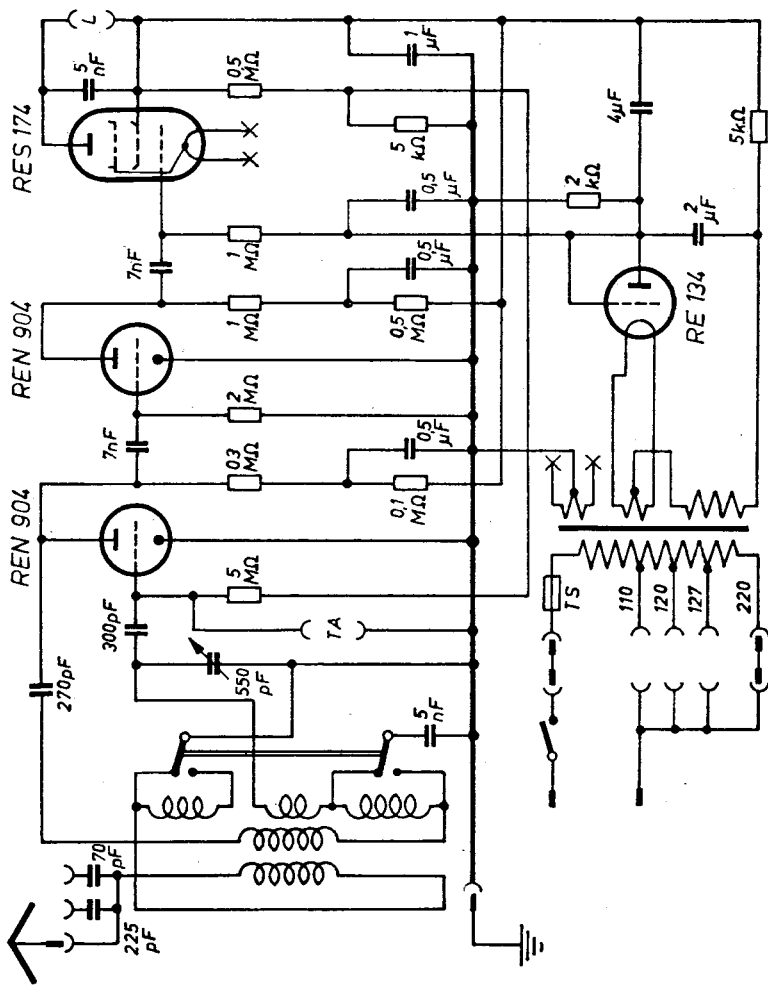 REN 904
REN 904
RES 174
L
270pF
5
nF
70
pF
225
pF
300pF
7nF
7nF
550
pF
5
MΩ
03
MΩ
2
MΩ
1
MΩ
1
MΩ
0,5
MΩ
TA
5
nF
0,1
MΩ
0,5
µF
0,5
MΩ
0,5
µF
0,5
µF
5
kΩ
1
µF
TS
110
120
127
220
RE 134
2
kΩ
2
µF
4µF
5kΩ